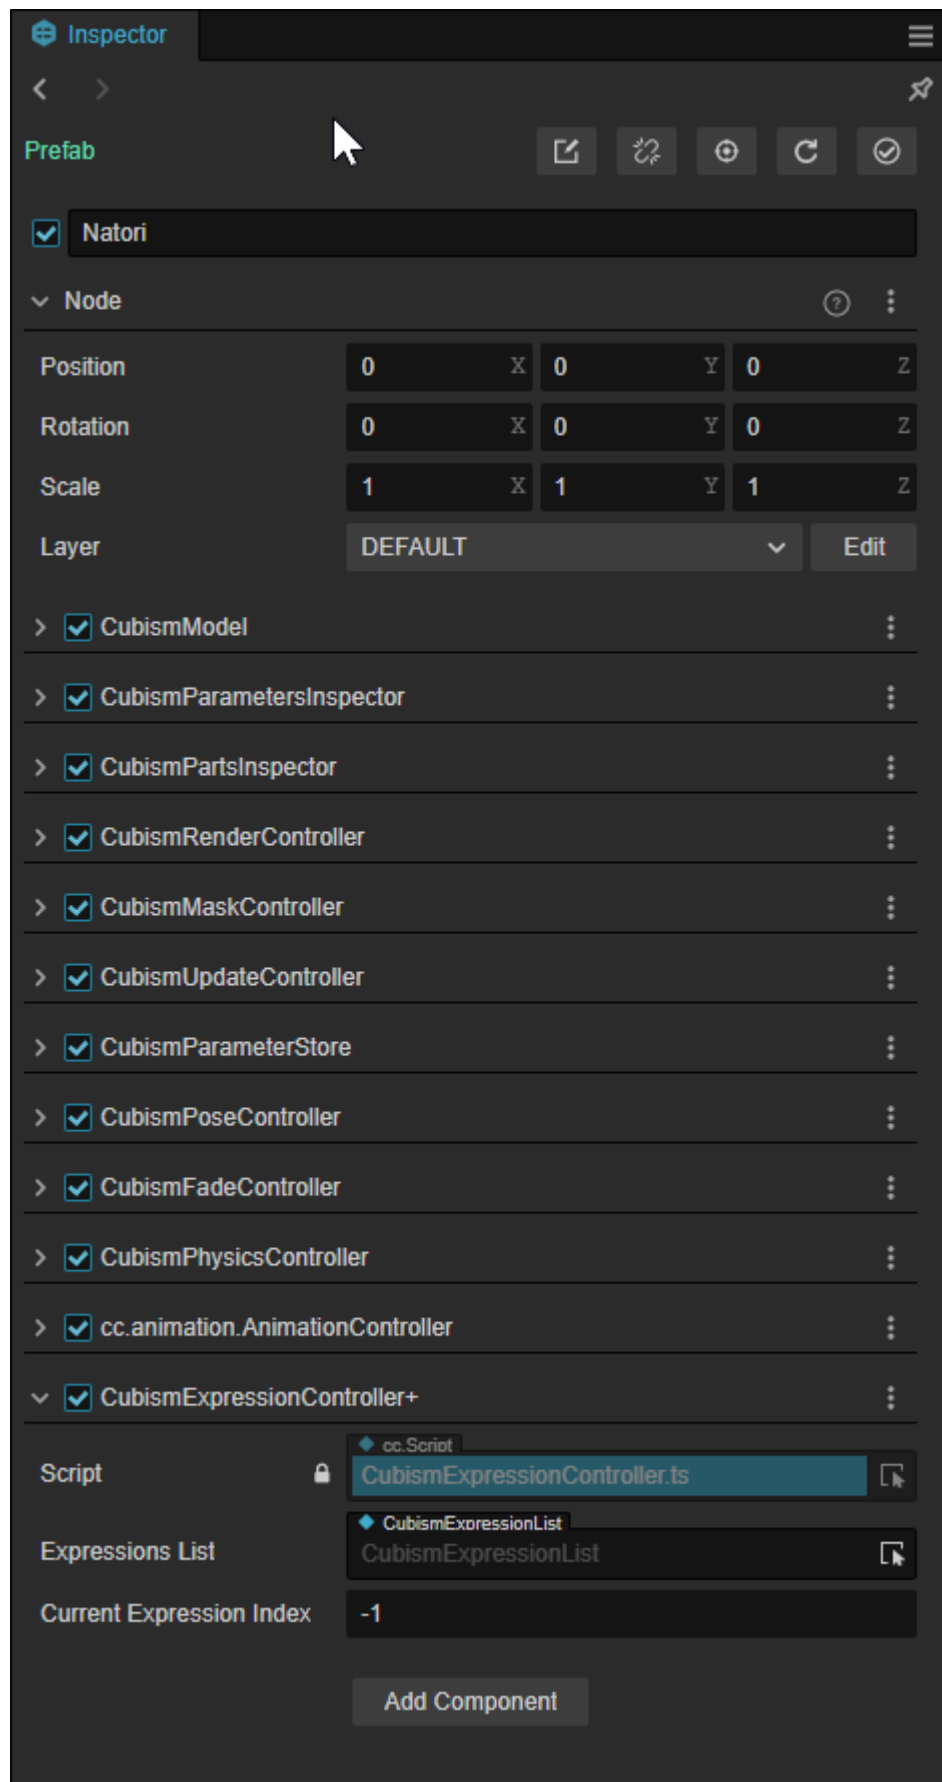 Inspector
Prefab
Natori
Node
Position 0 X 0 Y 0 Z
Rotation 0 X 0 Y 0 Z
Scale 1 X 1 Y 1 Z
Layer DEFAULT Edit
CubismModel
CubismParametersInspector
CubismPartsInspector
CubismRenderController
CubismMaskController
CubismUpdateController
CubismParameterStore
CubismPoseController
CubismFadeController
CubismPhysicsController
cc.animation.AnimationController
CubismExpressionController+
cc.Script
Script CubismExpressionController.ts
CubismExpressionList
Expressions List CubismExpressionList
Current Expression Index -1
Add Component